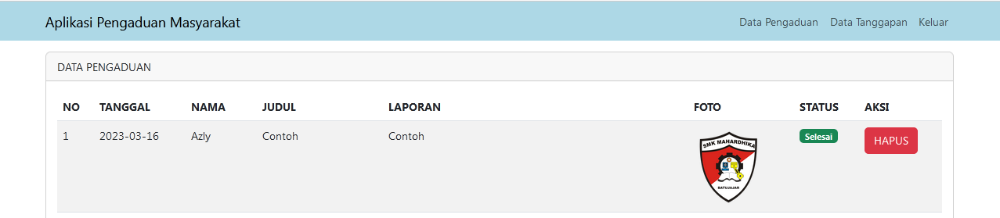 Aplikasi Pengaduan Masyarakat Data Pengaduan Data Tanggapan Keluar
DATA PENGADUAN
NO TANGGAL NAMA JUDUL LAPORAN FOTO STATUS AKSI
1 2023-03-16 Azly Contoh Contoh Selesai HAPUS
SMK MAHARDHIKA
BATUJAJAR